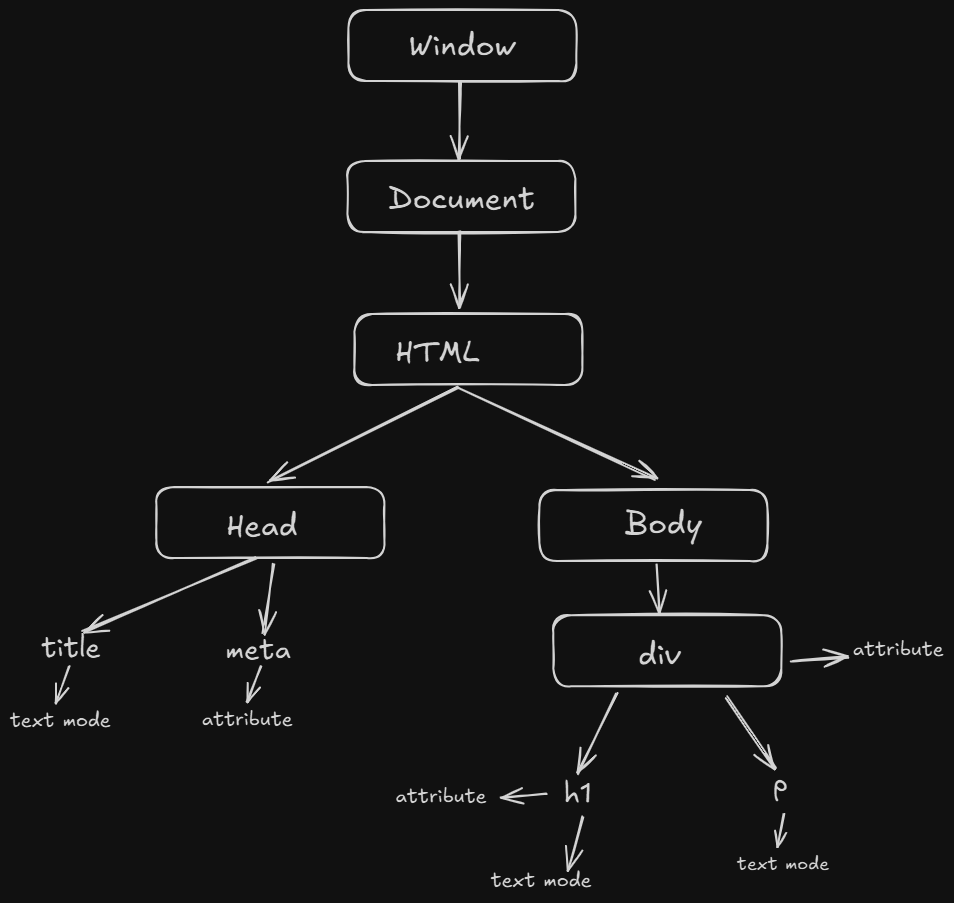 Window
Document
HTML
Head
Body
title
meta
div
attribute
text mode
attribute
attribute
h1
p
text mode
text mode